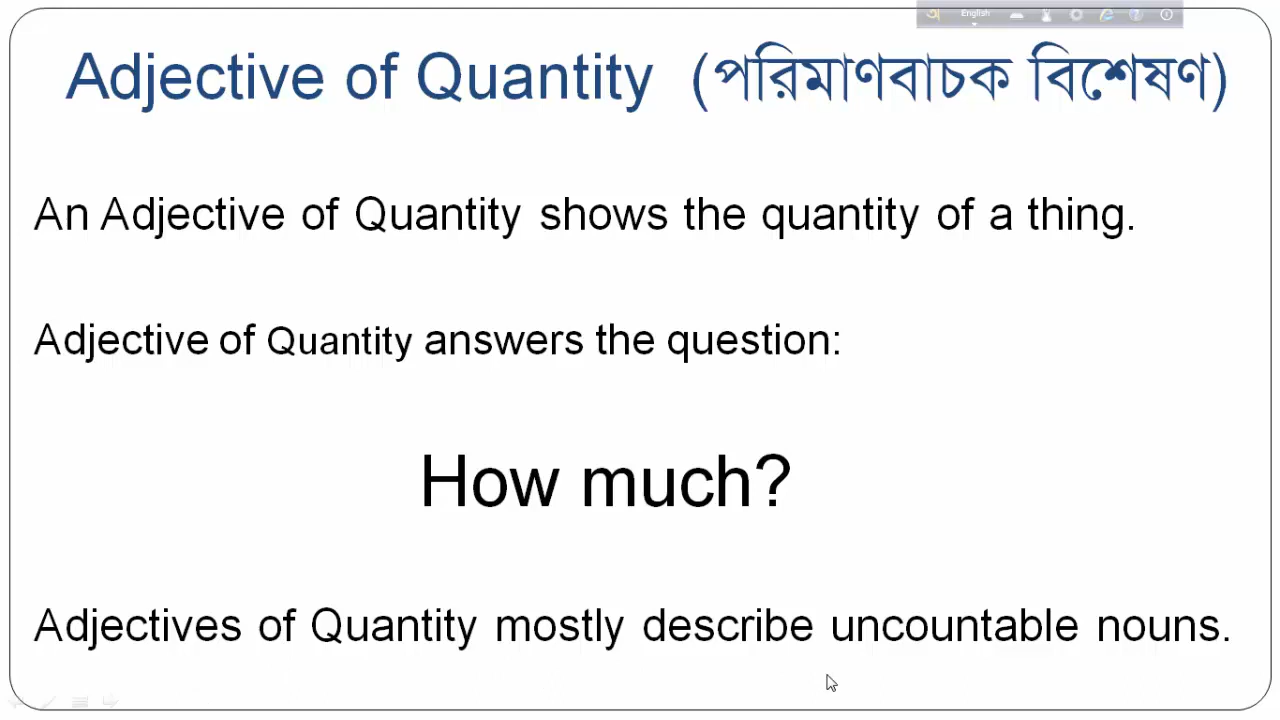 English
Adjective of Quantity (পরিমাণবাচক বিশেষণ)
An Adjective of Quantity shows the quantity of a thing.
Adjective of Quantity answers the question:
How much?
Adjectives of Quantity mostly describe uncountable nouns.